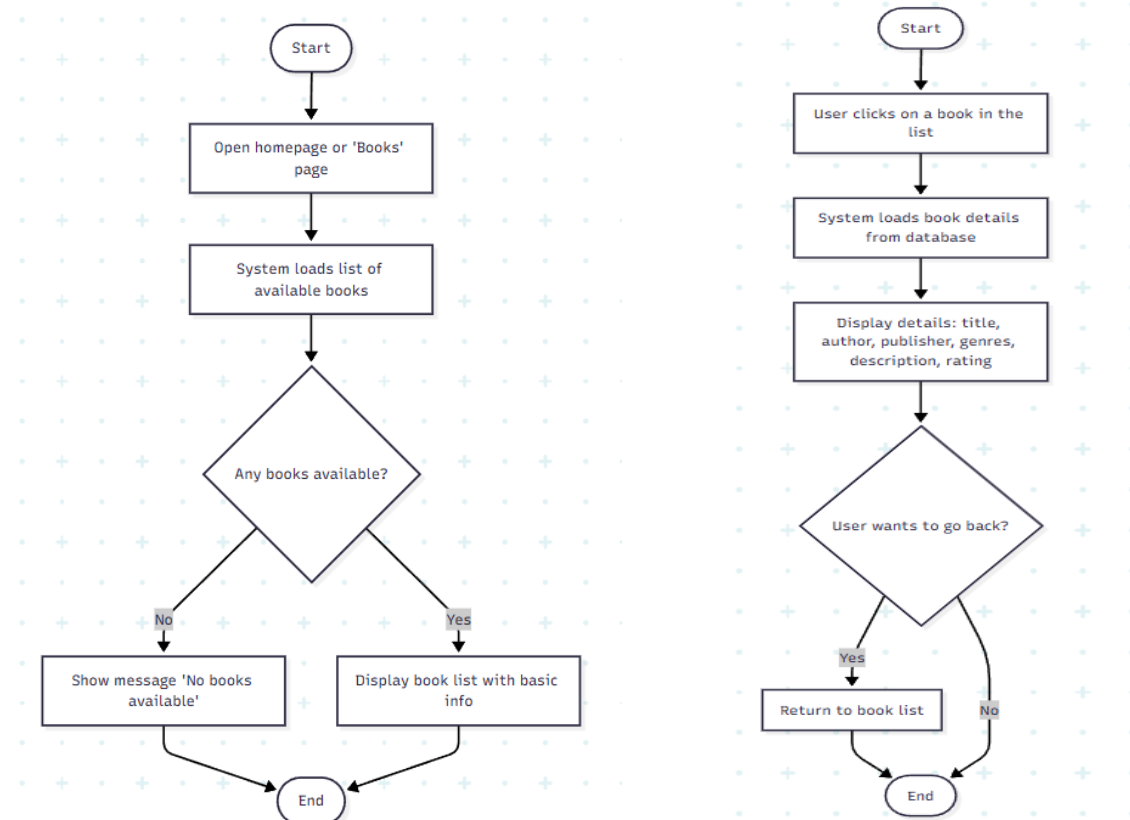 Start
Open homepage or 'Books'
page
System loads list of
available books
Any books available?
No
Yes
Show message 'No books
available'
Display book list with basic
info
End
Start
User clicks on a book in the
list
System loads book details
from database
Display details: title,
author, publisher, genres,
description, rating
User wants to go back?
Yes
Return to book list
No
End